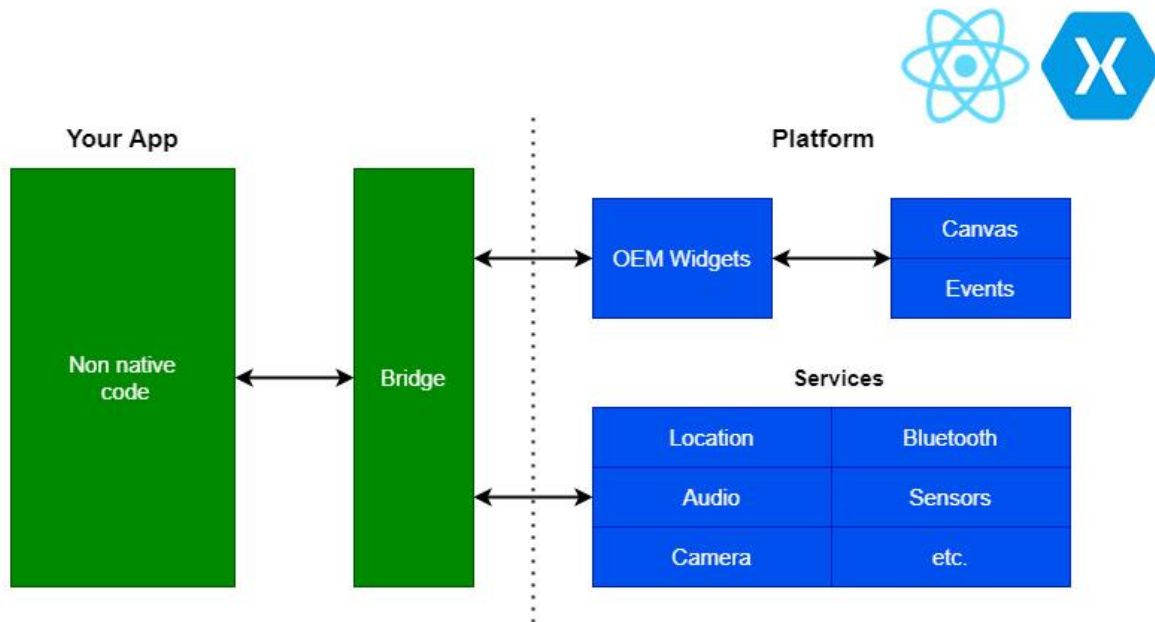 Your App
Platform
Non native
code
Bridge
OEM Widgets
Canvas
Events
Services
Location
Bluetooth
Audio
Sensors
Camera
etc.